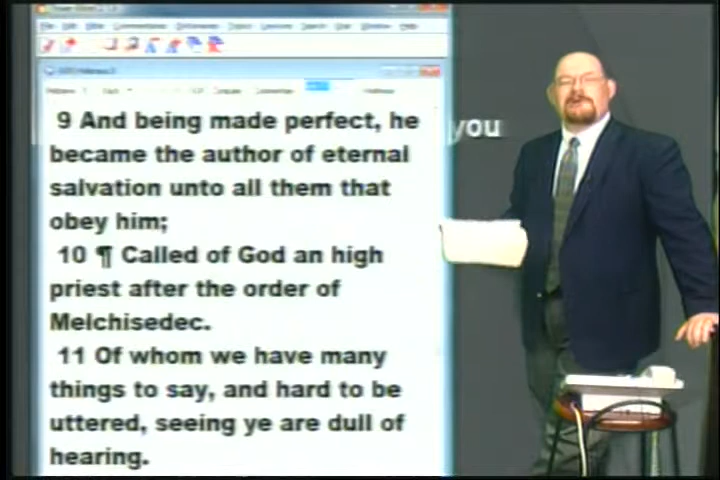 you
9 And being made perfect, he
became the author of eternal
salvation unto all them that
obey him;
10 ¶ Called of God an high
priest after the order of
Melchisedec.
11 Of whom we have many
things to say, and hard to be
uttered, seeing ye are dull of
hearing.